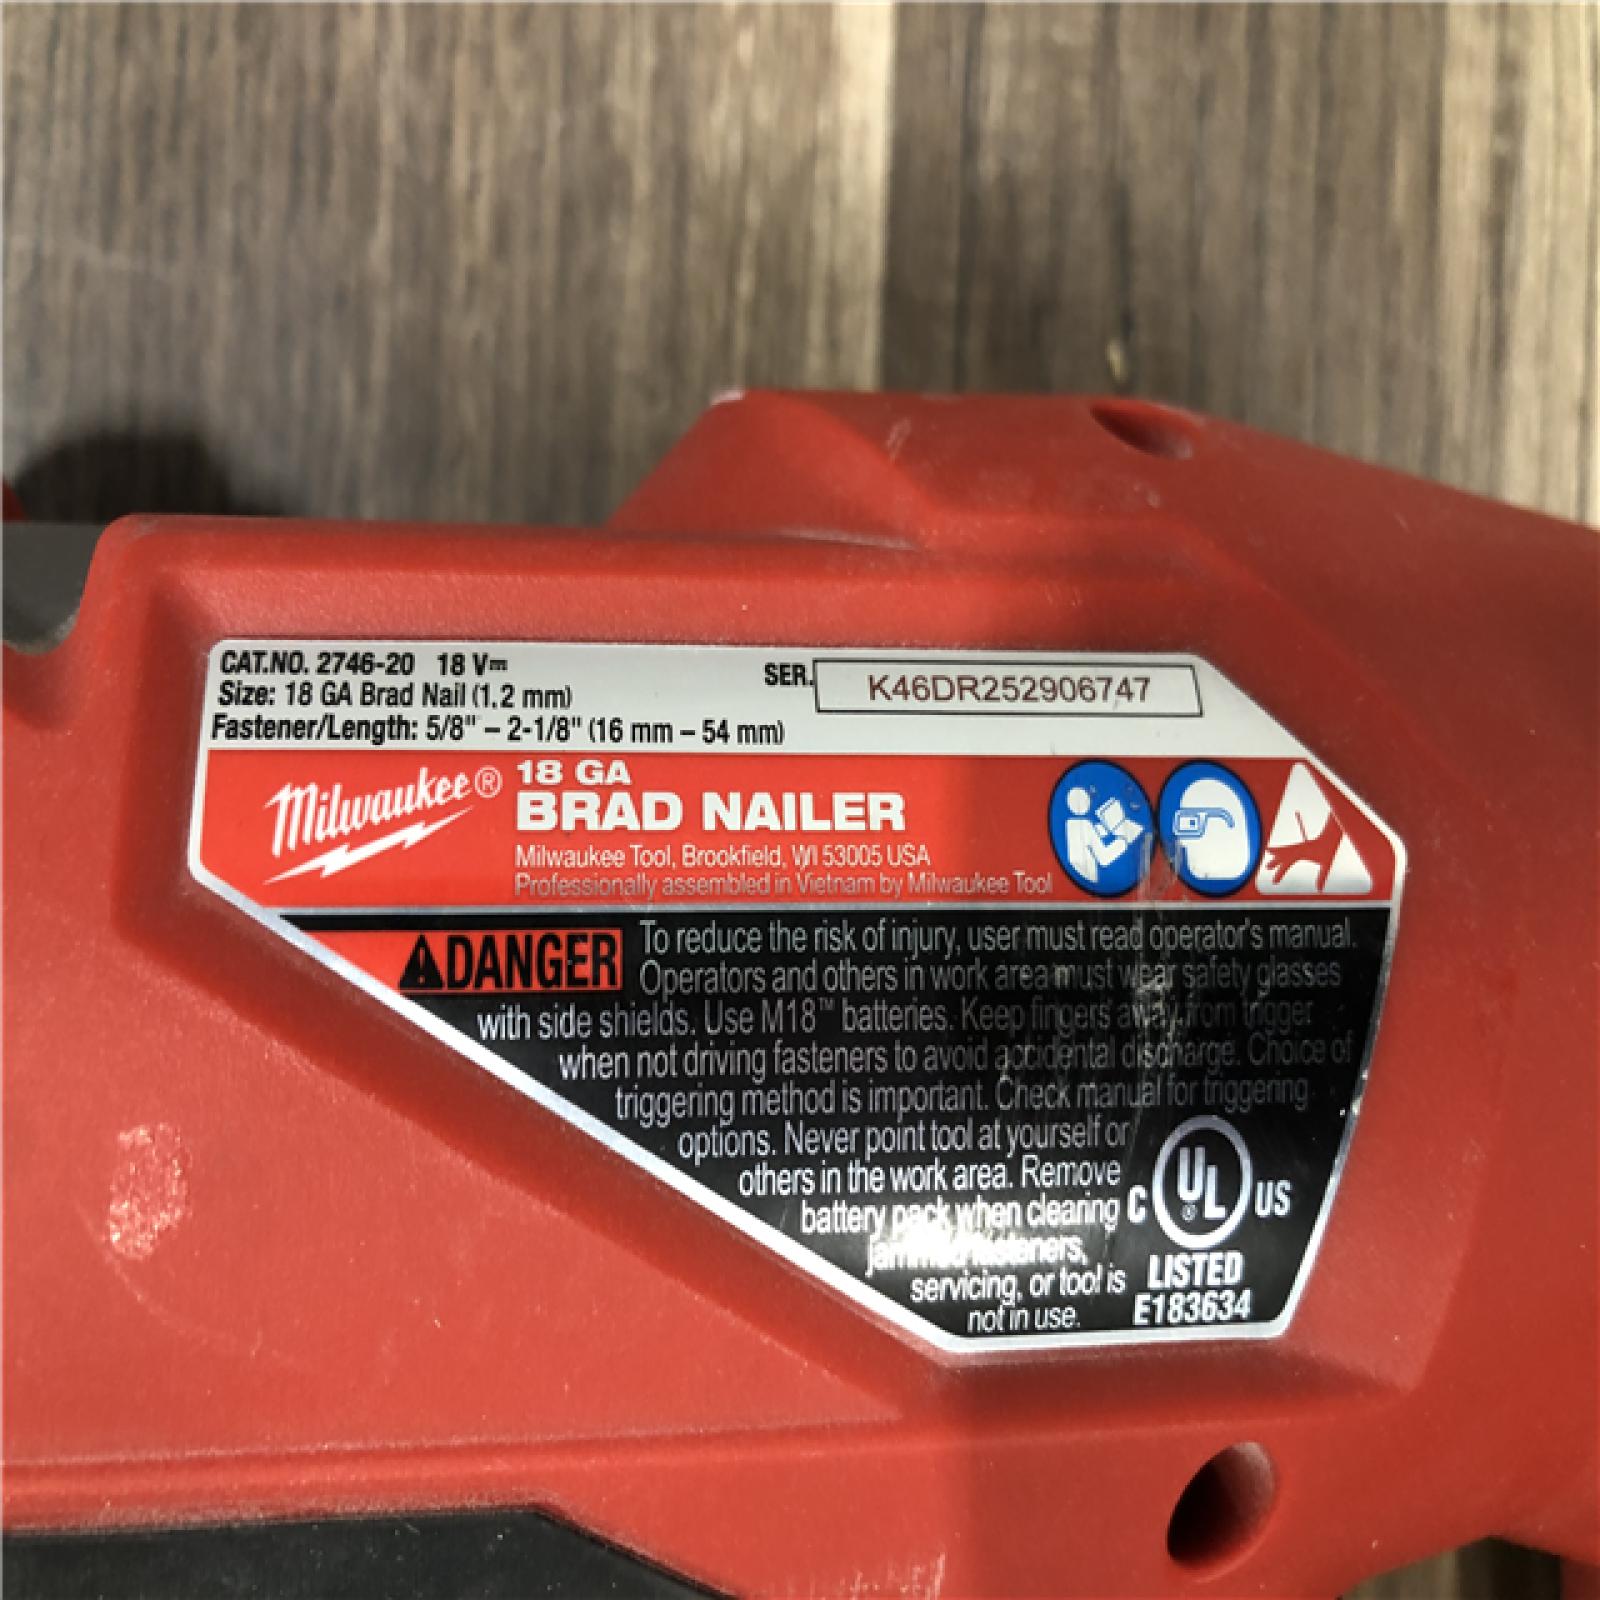 CAT.NO. 2746-20 18 V⎓
Size: 18 GA Brad Nail (1.2 mm)
Fastener/Length: 5/8" – 2-1/8" (16 mm – 54 mm)
SER. K46DR252906747
Milwaukee®
18 GA
BRAD NAILER
Milwaukee Tool, Brookfield, WI 53005 USA
Professionally assembled in Vietnam by Milwaukee Tool
DANGER To reduce the risk of injury, user must read operator's manual.
Operators and others in work area must wear safety glasses
with side shields. Use M18™ batteries. Keep fingers away from trigger
when not driving fasteners to avoid accidental discharge. Choice of
triggering method is important. Check manual for triggering
options. Never point tool at yourself or
others in the work area. Remove
battery pack when clearing
jammed fasteners,
servicing, or tool is
not in use.
C UL® US
LISTED
E183634